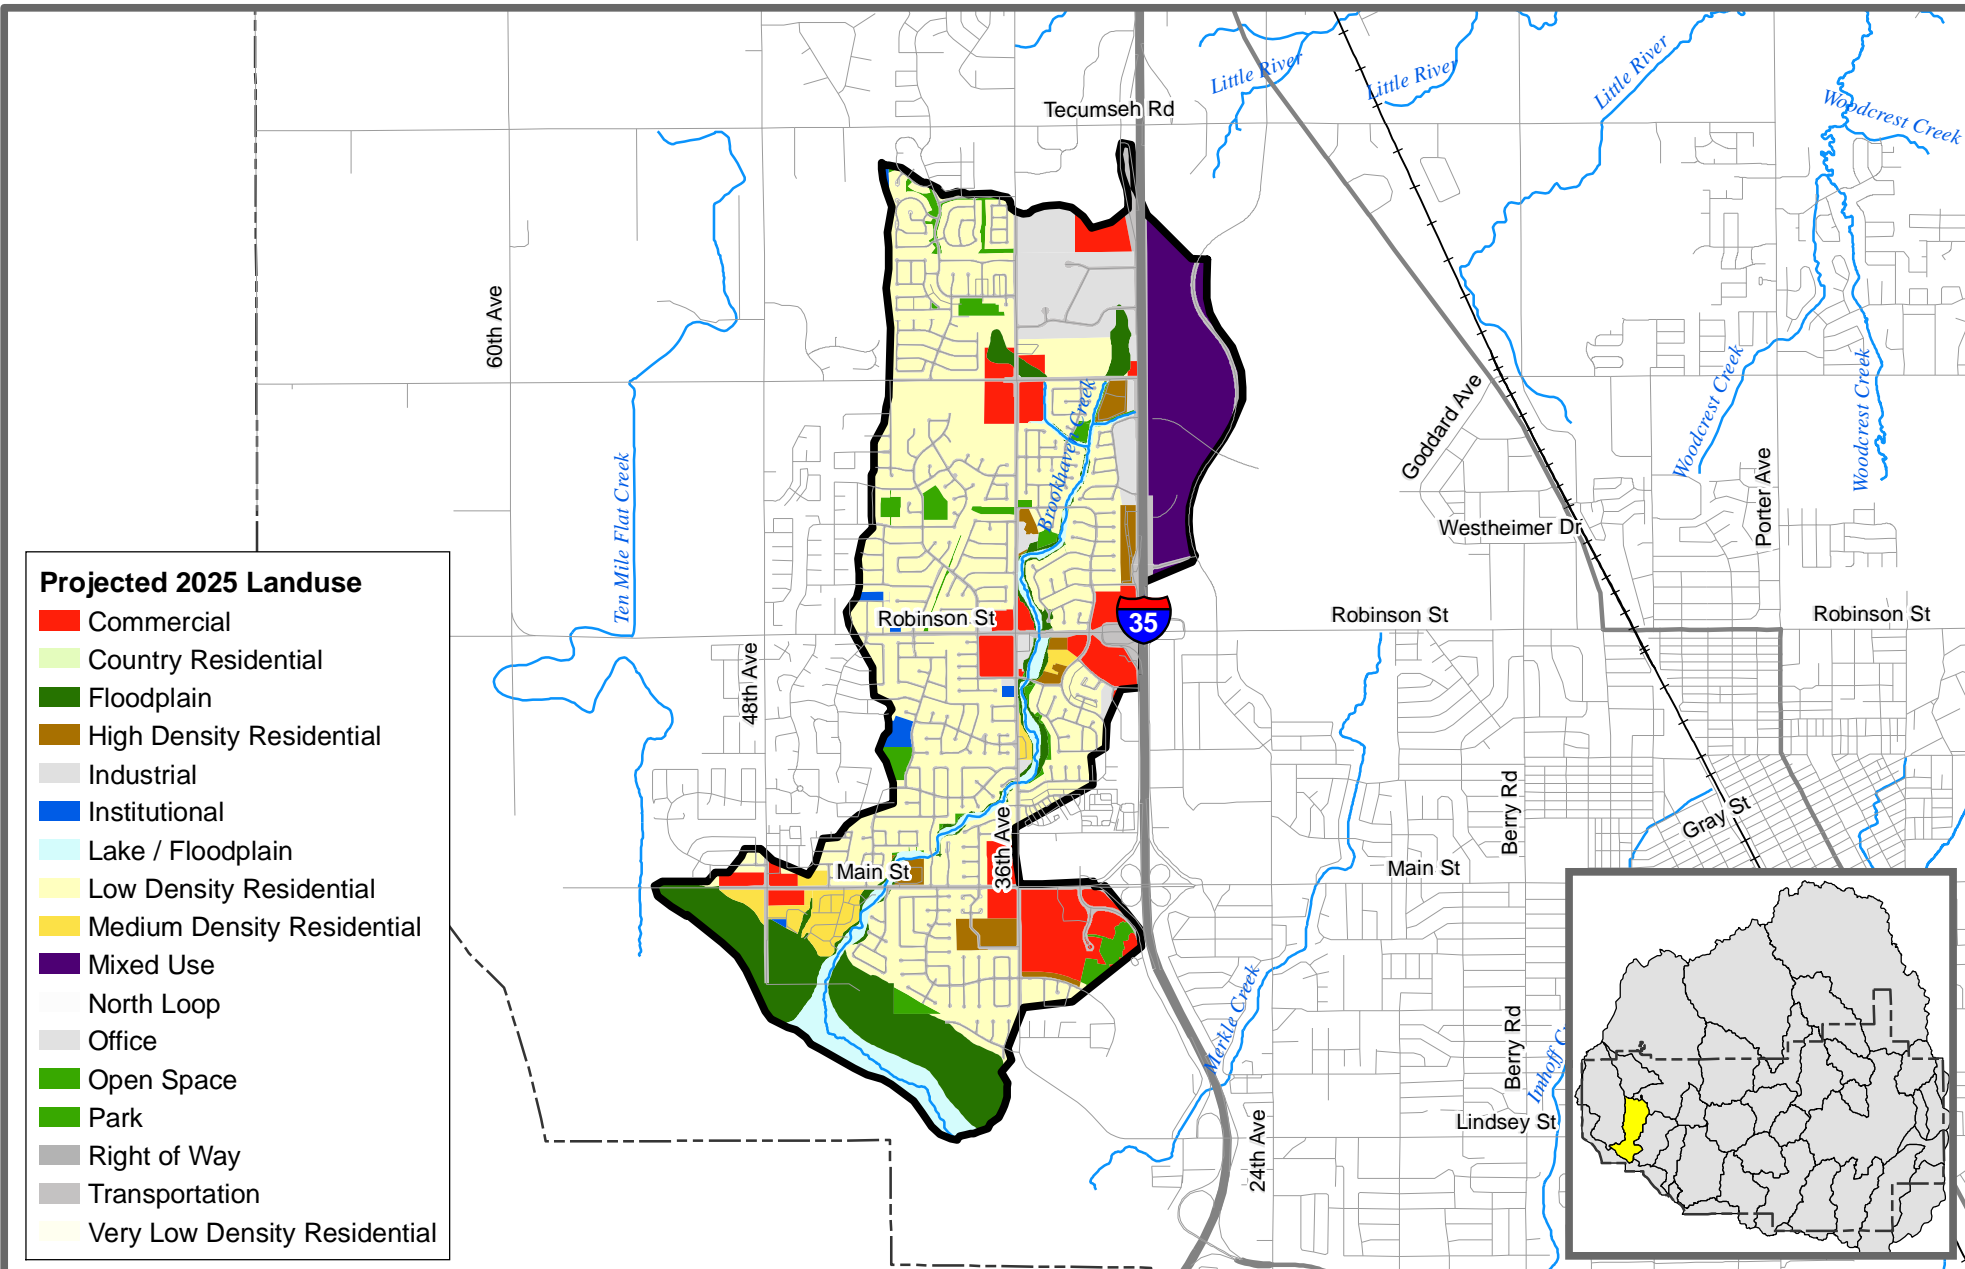 Little River
Little River
Little River
Woodcrest Creek
Tecumseh Rd
60th Ave
Goddard Ave
Woodcrest Creek
Woodcrest Creek
Brookhaven Creek
Ten Mile Flat Creek
Porter Ave
Westheimer Dr
Projected 2025 Landuse
Commercial
Country Residential
Floodplain
High Density Residential
Industrial
Institutional
Lake / Floodplain
Low Density Residential
Medium Density Residential
Mixed Use
North Loop
Office
Open Space
Park
Right of Way
Transportation
Very Low Density Residential
Robinson St
35
Robinson St
Robinson St
48th Ave
Berry Rd
Gray St
36th Ave
Main St
Main St
Merkle Creek
Berry Rd
Imhoff C
Lindsey St
24th Ave